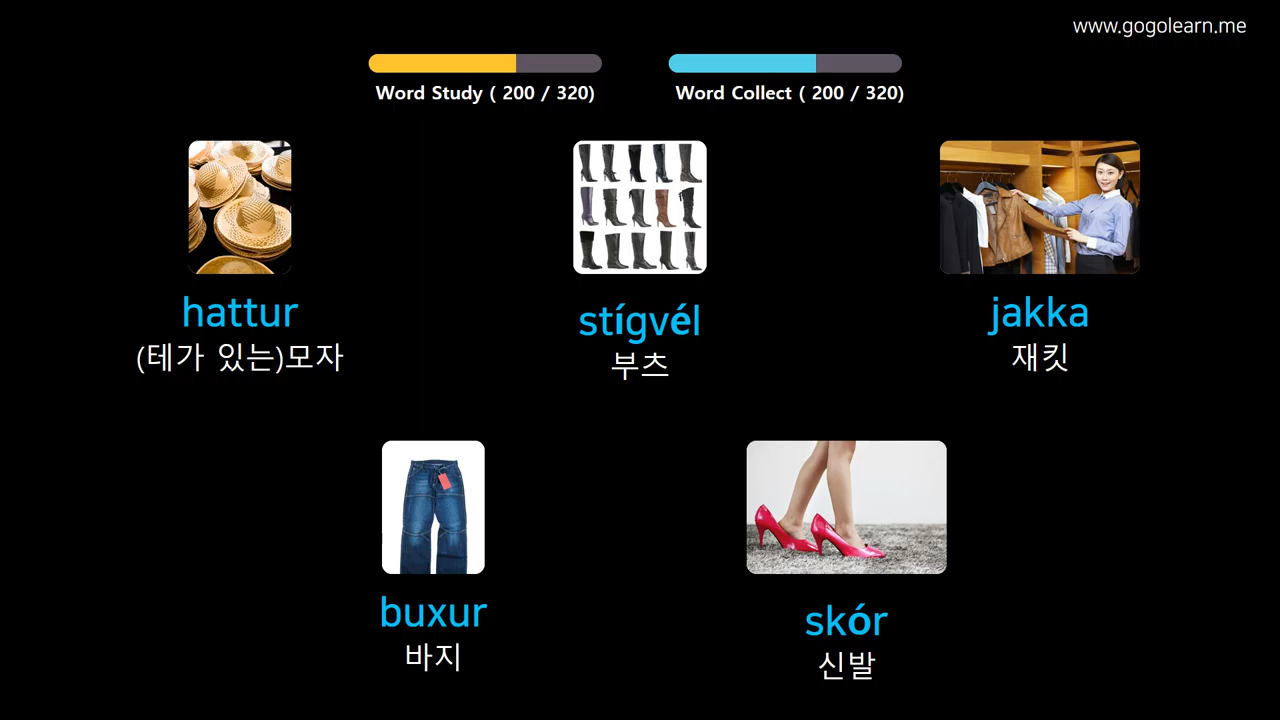 www.gogolearn.me
Word Study ( 200 / 320)
Word Collect ( 200 / 320)
hattur
(테가 있는)모자
stígvél
부츠
jakka
재킷
buxur
바지
skór
신발